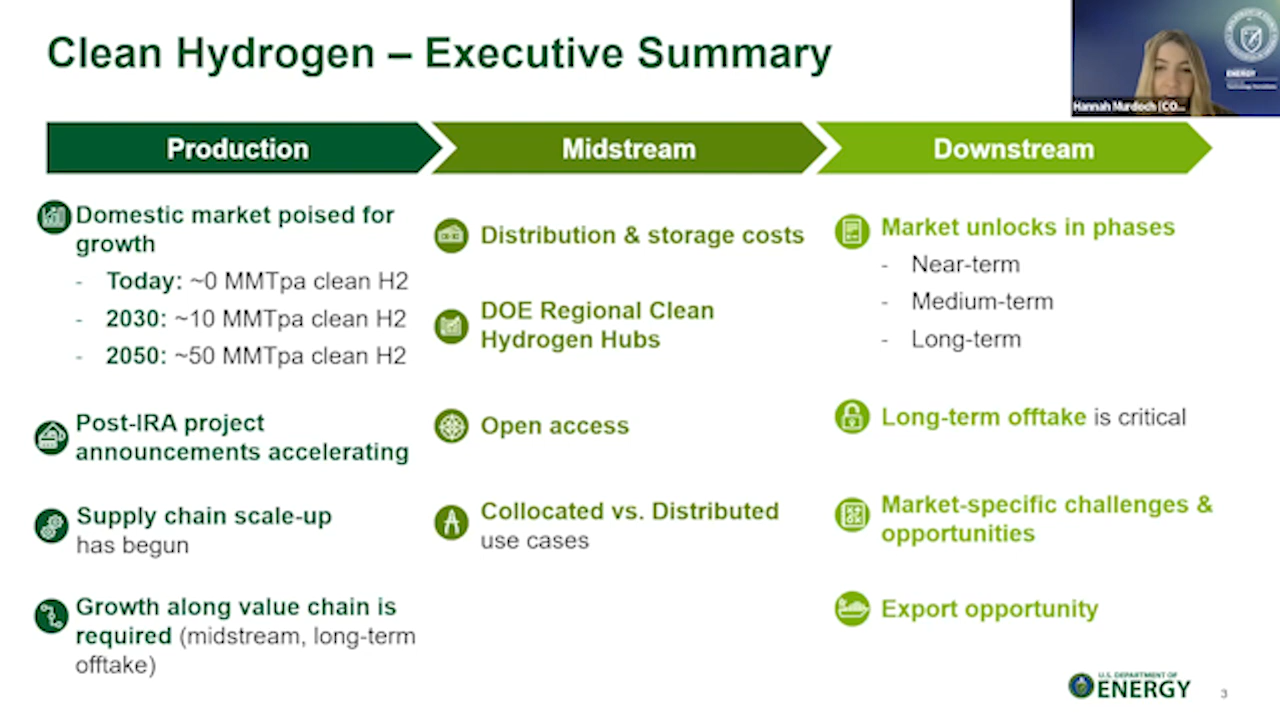 Clean Hydrogen – Executive Summary
ENERGY
Hannah Murdoch (CO...
Production
Midstream
Downstream
Domestic market poised for
growth
- Today: ~0 MMTpa clean H2
- 2030: ~10 MMTpa clean H2
- 2050: ~50 MMTpa clean H2
Post-IRA project
announcements accelerating
Supply chain scale-up
has begun
Growth along value chain is
required (midstream, long-term
offtake)
Distribution & storage costs
DOE Regional Clean
Hydrogen Hubs
Open access
Collocated vs. Distributed
use cases
Market unlocks in phases
- Near-term
- Medium-term
- Long-term
Long-term offtake is critical
Market-specific challenges &
opportunities
Export opportunity
U.S. DEPARTMENT OF
ENERGY
3